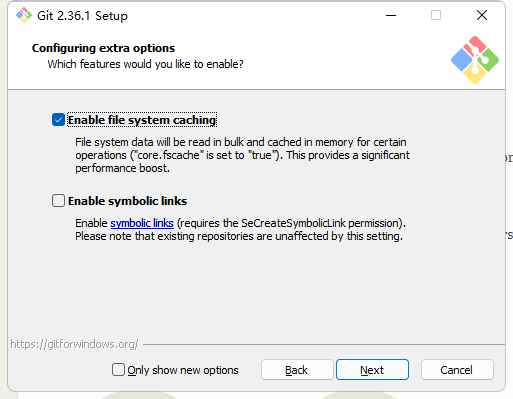 Git 2.36.1 Setup
Configuring extra options
Which features would you like to enable?
Enable file system caching
File system data will be read in bulk and cached in memory for certain
operations ("core.fscache" is set to "true"). This provides a significant
performance boost.
Enable symbolic links
Enable symbolic links (requires the SeCreateSymbolicLink permission).
Please note that existing repositories are unaffected by this setting.
https://gitforwindows.org/
Only show new options
Back
Next
Cancel